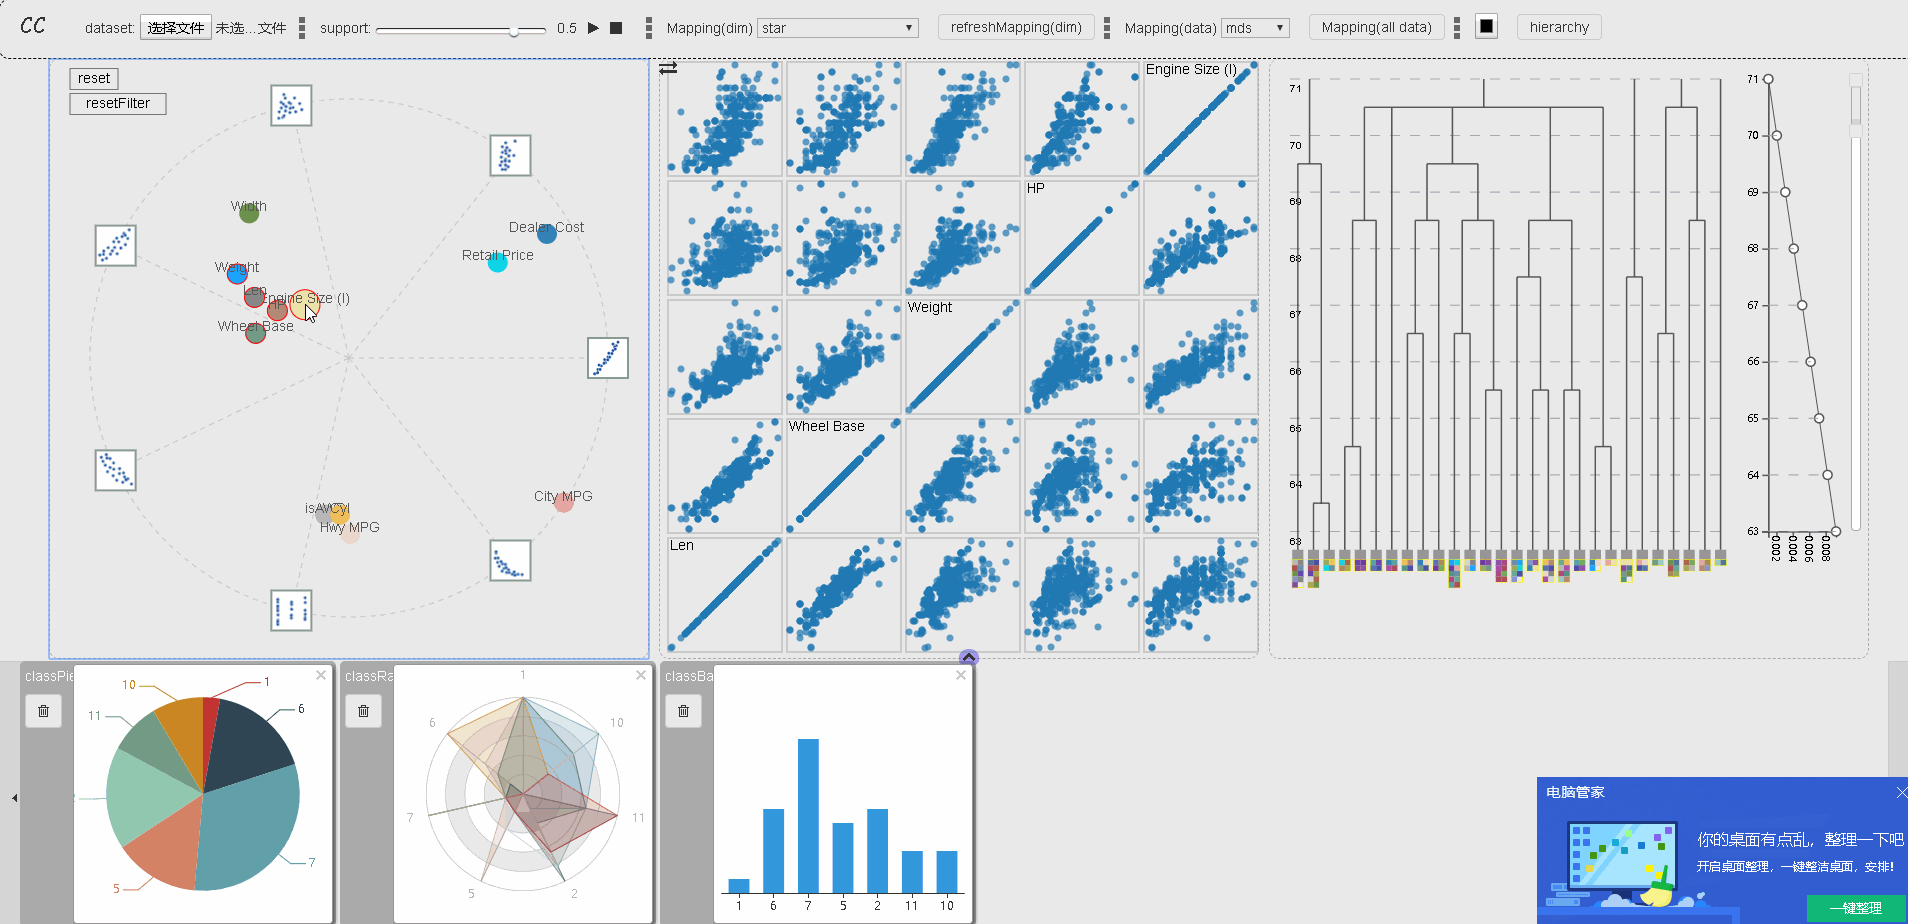 CC
dataset: 选择文件 未选...文件
support: 0.5
Mapping(dim) star
refreshMapping(dim)
Mapping(data) mds
Mapping(all data)
hierarchy
reset
resetFilter
Width
Weight
Len
Engine Size (l)
Wheel Base
Dealer Cost
Retail Price
City MPG
Hwy MPG
Engine Size (l)
HP
Weight
Wheel Base
Len
71
70
69
68
67
66
65
64
63
71
70
69
68
67
66
65
64
63
0.002
0.004
0.006
0.008
classPie
10
1
11
6
7
5
classRa
1
6
10
7
11
5
2
classBa
1 6 7 5 2 11 10
电脑管家
你的桌面有点乱，整理一下吧
开启桌面整理，一键整洁桌面，安排！
一键整理